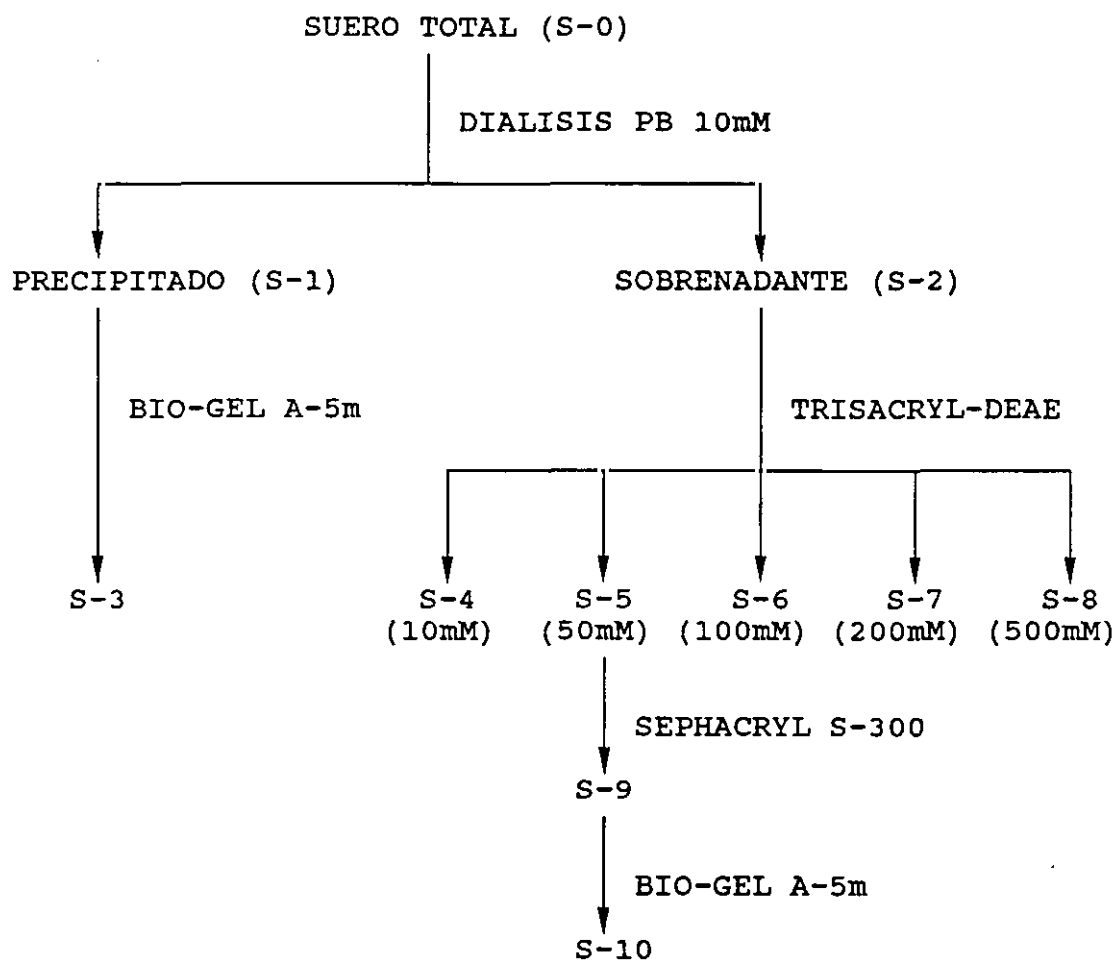 SUERO TOTAL (S-0)
DIALISIS PB 10mM
PRECIPITADO (S-1) SOBRENADANTE (S-2)
BIO-GEL A-5m TRISACRYL-DEAE
S-3 S-4 S-5 S-6 S-7 S-8
(10mM) (50mM) (100mM) (200mM) (500mM)
SEPHACRYL S-300
S-9
BIO-GEL A-5m
S-10